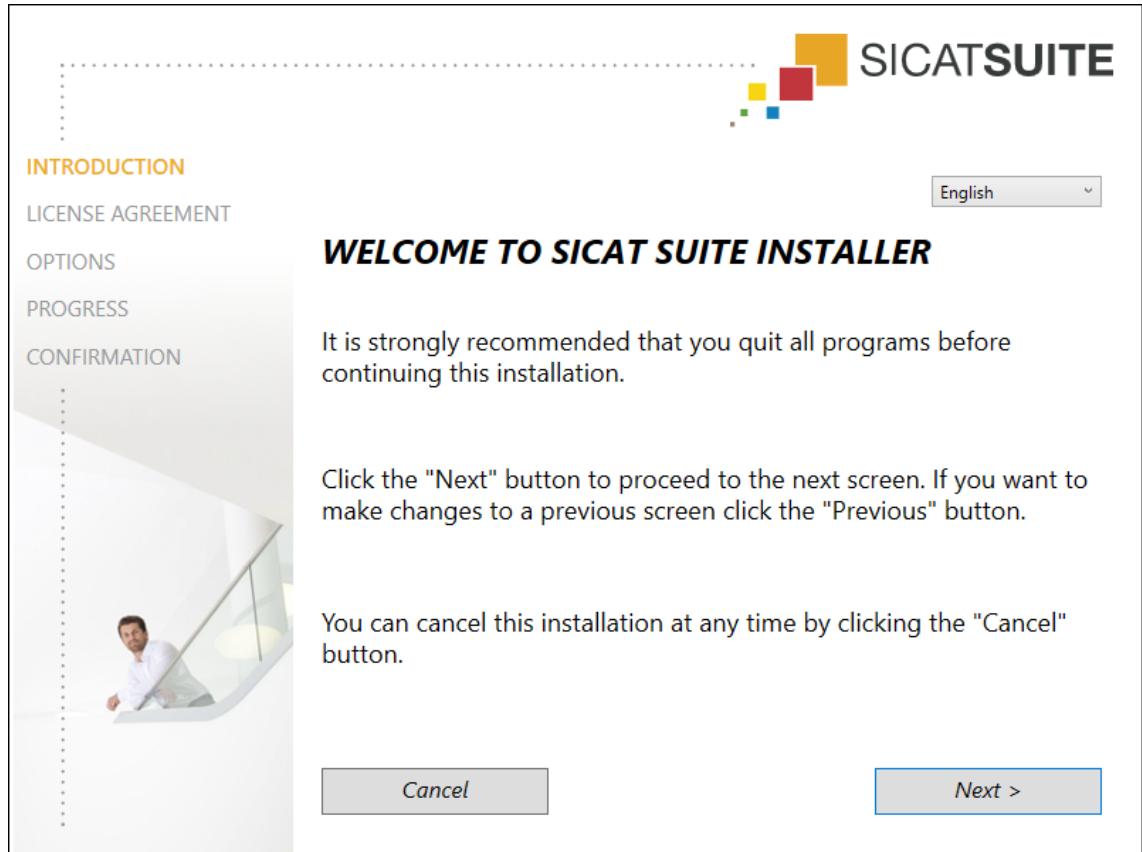 SICATSUITE
INTRODUCTION
LICENSE AGREEMENT
OPTIONS
PROGRESS
CONFIRMATION
English
WELCOME TO SICAT SUITE INSTALLER
It is strongly recommended that you quit all programs before
continuing this installation.
Click the "Next" button to proceed to the next screen. If you want to
make changes to a previous screen click the "Previous" button.
You can cancel this installation at any time by clicking the "Cancel"
button.
Cancel
Next >